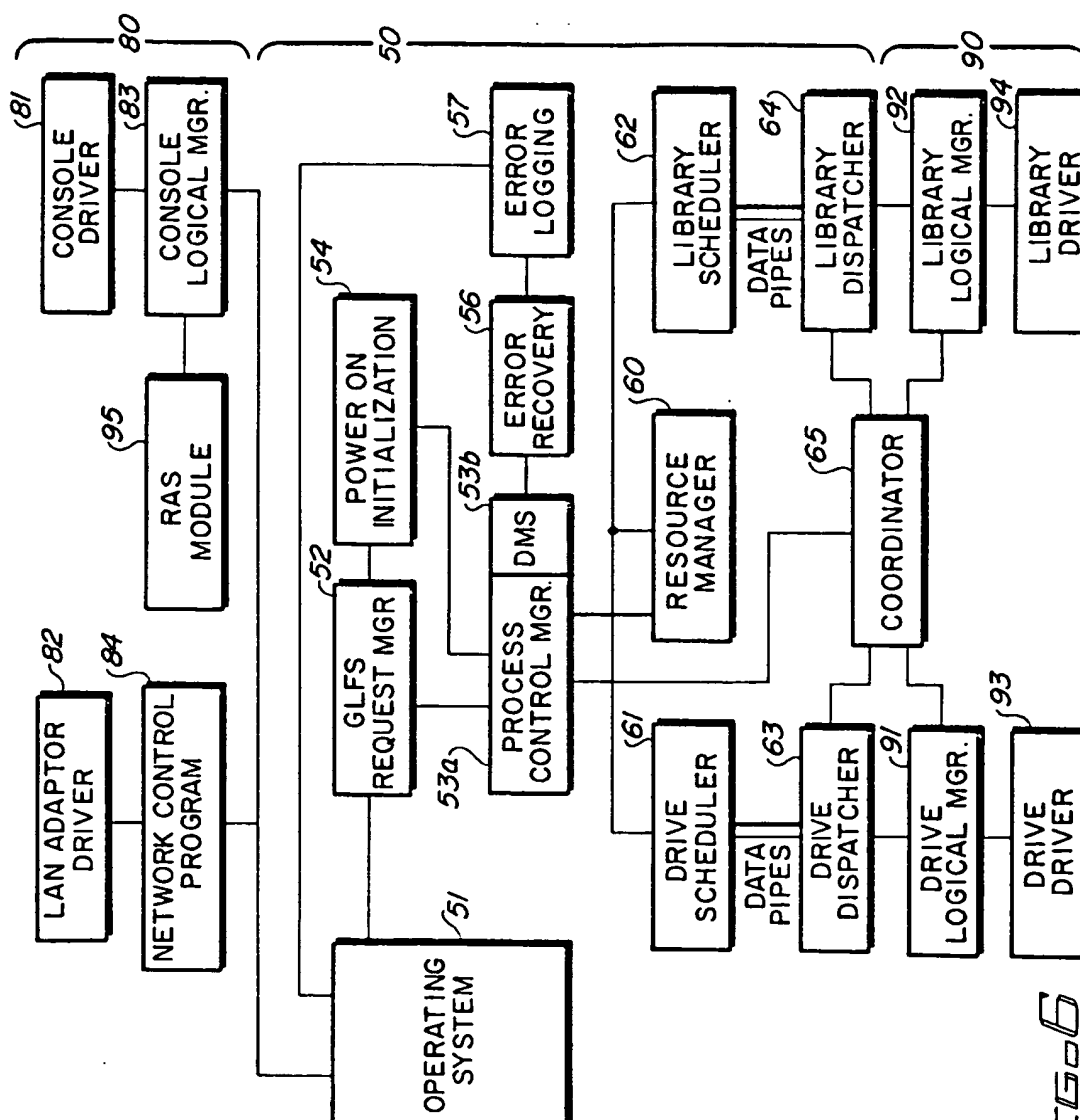 80
81
CONSOLE
DRIVER
83
CONSOLE
LOGICAL MGR.
95
RAS
MODULE
82
LAN ADAPTOR
DRIVER
84
NETWORK CONTROL
PROGRAM
50
57
ERROR
LOGGING
54
POWER ON
INITIALIZATION
56
ERROR
RECOVERY
52
GLFS
REQUEST MGR
53b
DMS
53a
PROCESS
CONTROL MGR.
51
OPERATING
SYSTEM
62
LIBRARY
SCHEDULER
60
RESOURCE
MANAGER
61
DRIVE
SCHEDULER
DATA
PIPES
DATA
PIPES
64
LIBRARY
DISPATCHER
63
DRIVE
DISPATCHER
65
COORDINATOR
90
92
LIBRARY
LOGICAL MGR.
91
DRIVE
LOGICAL MGR.
94
LIBRARY
DRIVER
93
DRIVE
DRIVER
FIG-6